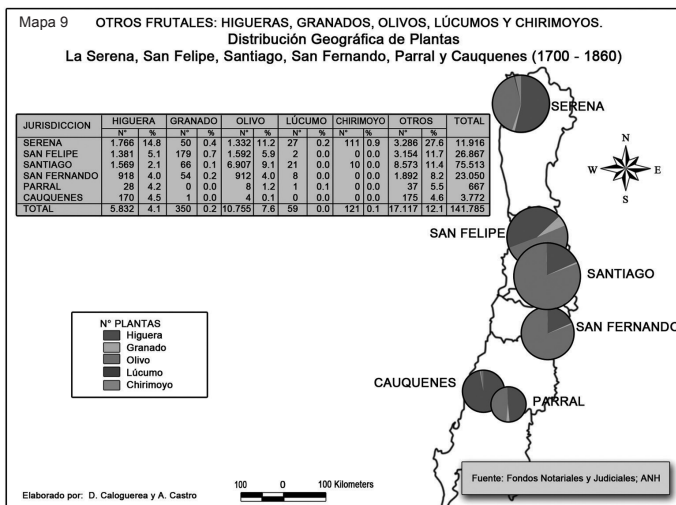 Mapa 9
OTROS FRUTALES: HIGUERAS, GRANADOS, OLIVOS, LÚCUMOS Y CHIRIMOYOS.
Distribución Geográfica de Plantas
La Serena, San Felipe, Santiago, San Fernando, Parral y Cauquenes (1700 - 1860)
JURISDICCION HIGUERA GRANADO OLIVO LÚCUMO CHIRIMOYO OTROS TOTAL
N° % N° % N° % N° % N° % N° %
SERENA 1.766 14.8 50 0.4 1.332 11.2 27 0.2 111 0.9 3.286 27.6 11.916
SAN FELIPE 1.381 5.1 179 0.7 1.592 5.9 2 0.0 0 0.0 3.154 11.7 26.867
SANTIAGO 1.569 2.1 66 0.1 6.907 9.1 21 0.0 10 0.0 8.573 11.4 75.513
SAN FERNANDO 918 4.0 54 0.2 912 4.0 8 0.0 0 0.0 1.892 8.2 23.050
PARRAL 28 4.2 0 0.0 8 1.2 1 0.1 0 0.0 37 5.5 667
CAUQUENES 170 4.5 1 0.0 4 0.1 0 0.0 0 0.0 175 4.6 3.772
TOTAL 5.832 4.1 350 0.2 10.755 7.6 59 0.0 121 0.1 17.117 12.1 141.785
SERENA
N
W E
S
SAN FELIPE
SANTIAGO
SAN FERNANDO
CAUQUENES
PARRAL
N° PLANTAS
Higuera
Granado
Olivo
Lúcumo
Chirimoyo
100 0 100 Kilometers
Elaborado por: D. Caloguerea y A. Castro
Fuente: Fondos Notariales y Judiciales; ANH